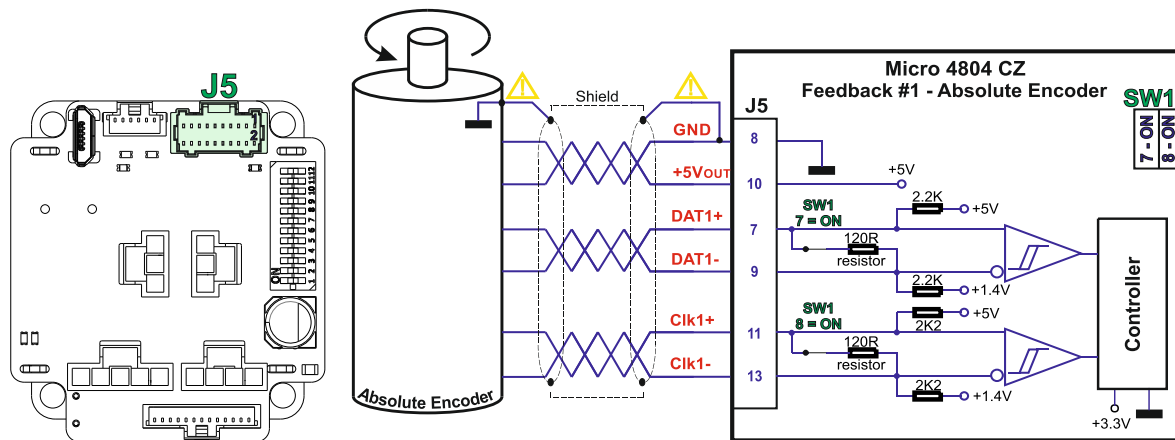 J5
1
2
ON
1 2 3 4 5 6 7 8 9 10 11 12
Absolute Encoder
Shield
GND
+5VOUT
DAT1+
DAT1-
Clk1+
Clk1-
Micro 4804 CZ
Feedback #1 - Absolute Encoder
J5
SW1
7 - ON
8 - ON
8
10
7
9
11
13
+5V
SW1
7 = ON
2.2K
+5V
120R
resistor
2.2K
+1.4V
SW1
8 = ON
+5V
2K2
120R
resistor
2K2
+1.4V
Controller
+3.3V